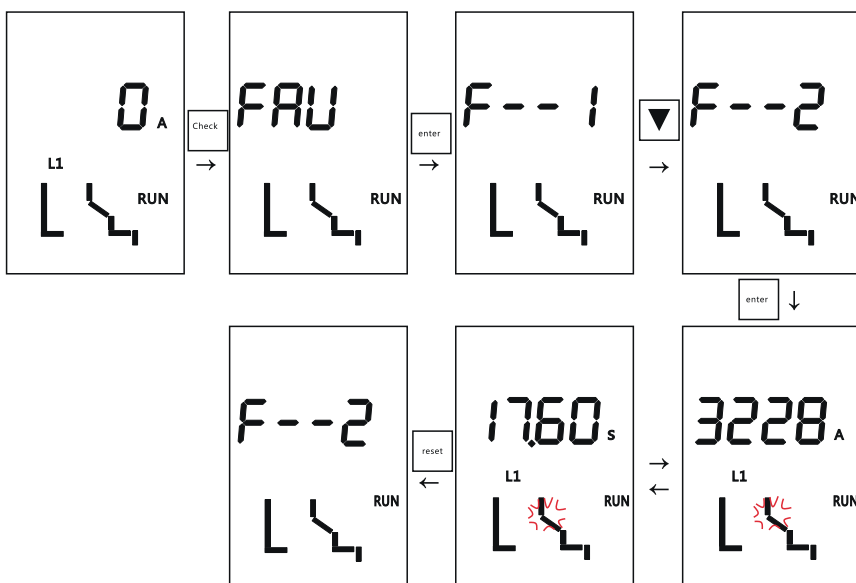 0 A
L1
RUN
Check
→
FAU
RUN
enter
→
F--1
RUN
▼
→
F--2
RUN
enter ↓
3228 A
L1
RUN
→
←
17.60 s
L1
RUN
reset
←
F--2
RUN